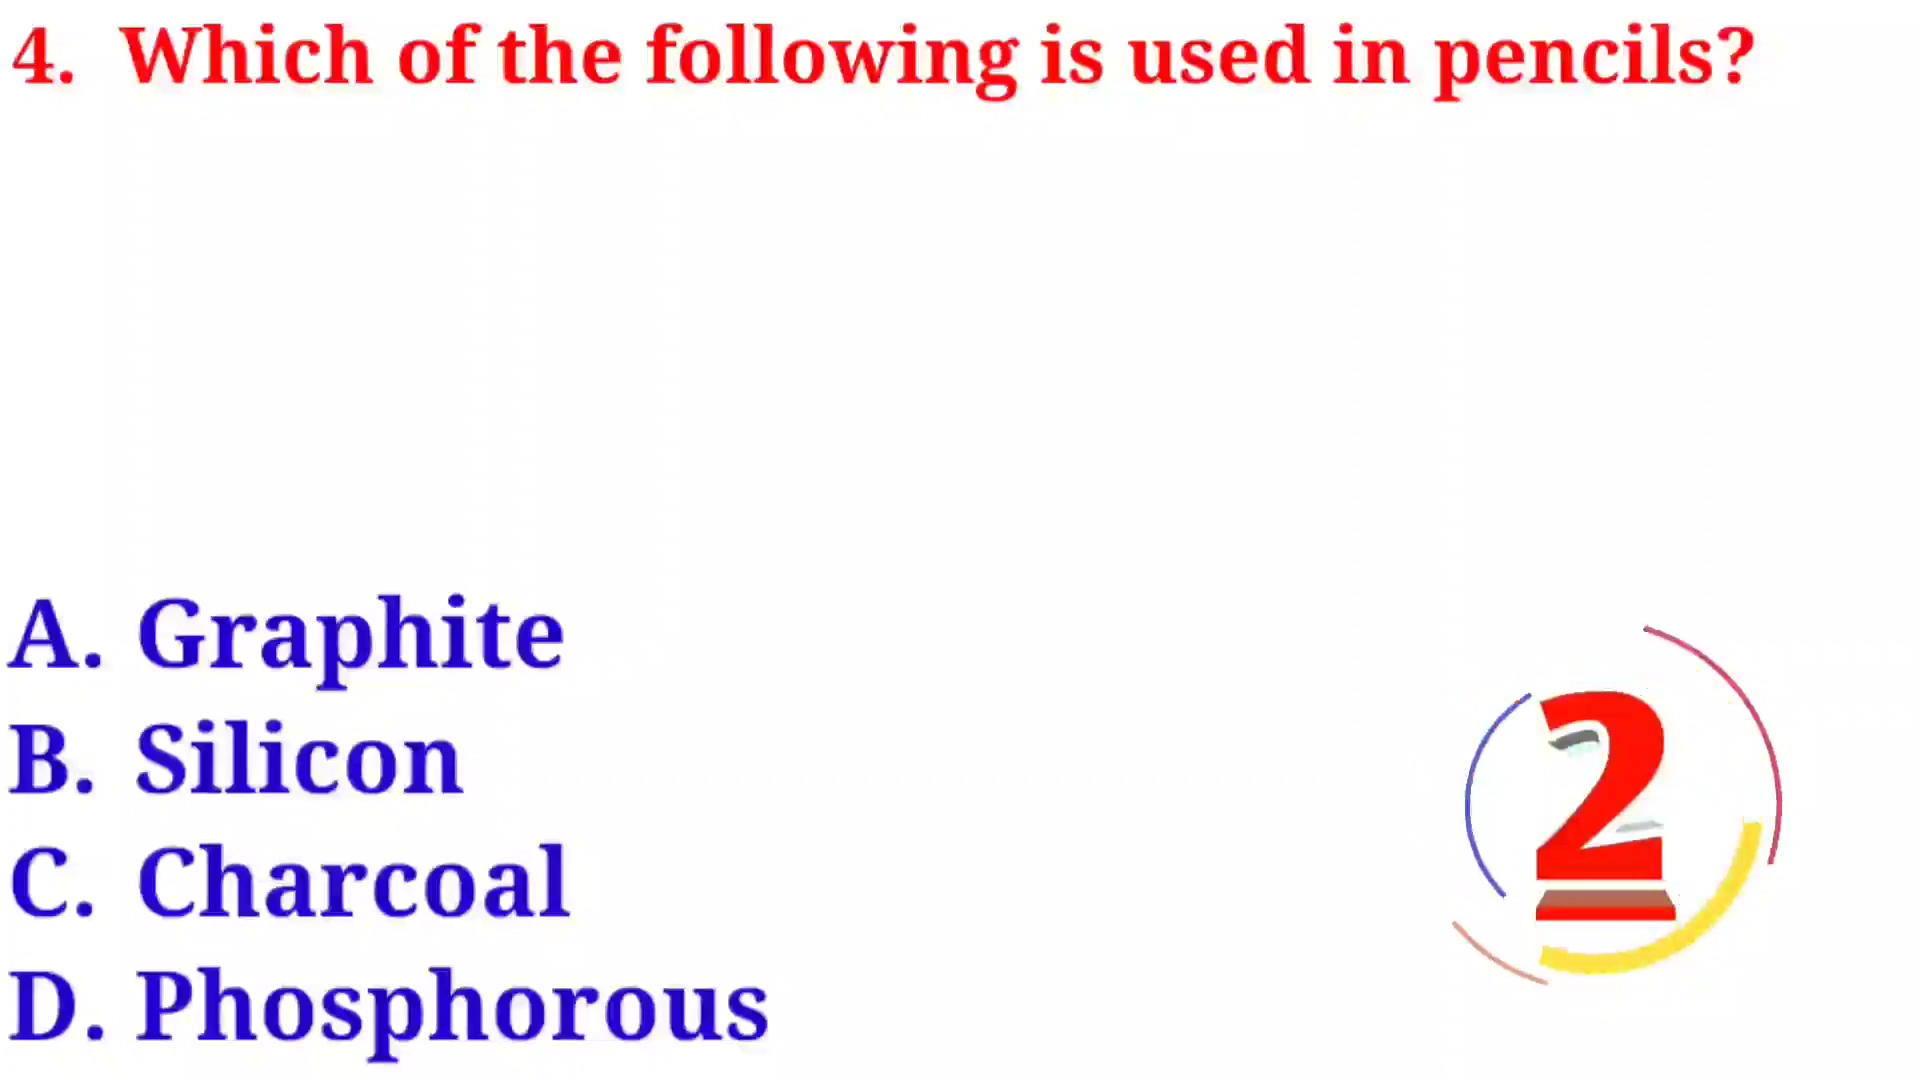 4. Which of the following is used in pencils?
A. Graphite
B. Silicon
C. Charcoal
D. Phosphorous
2